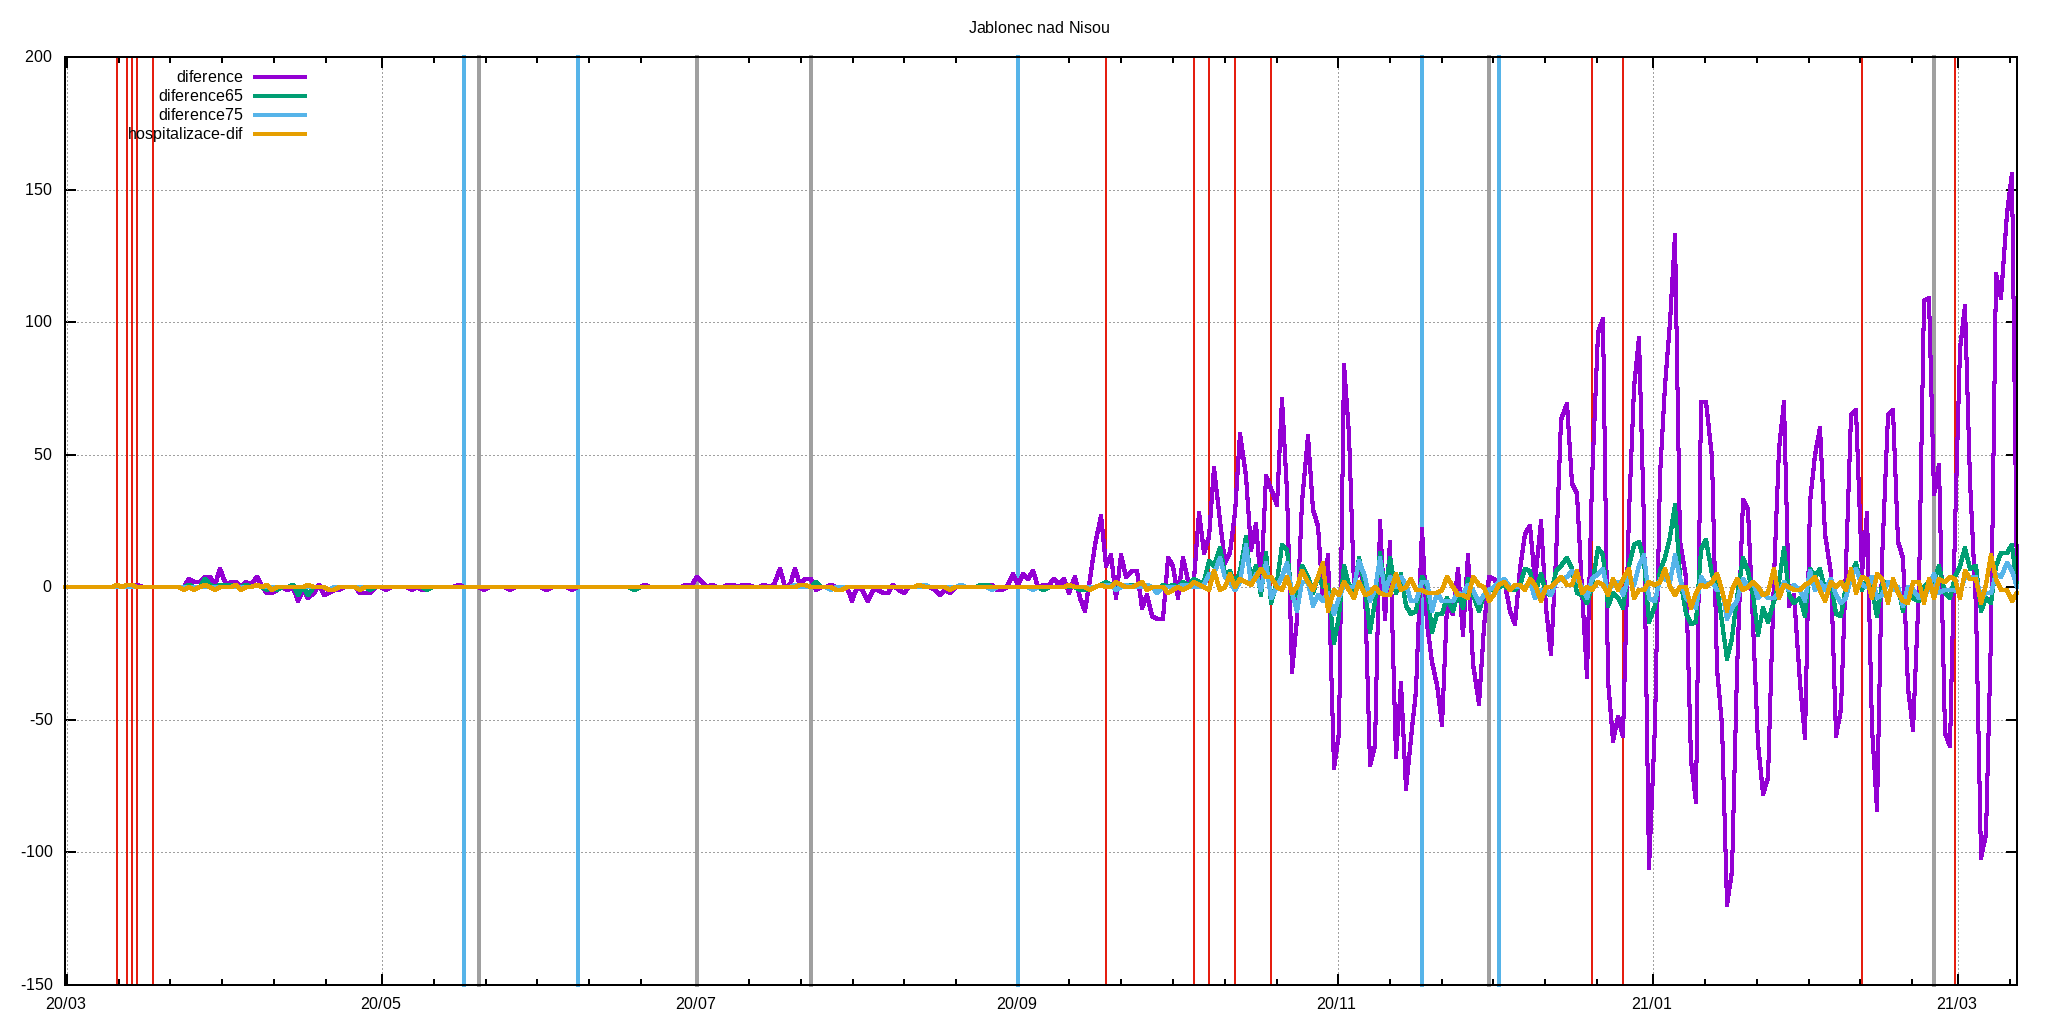 Jablonec nad Nisou
200
150
100
50
0
-50
-100
-150
diference
diference65
diference75
hospitalizace-dif
20/03 20/05 20/07 20/09 20/11 21/01 21/03